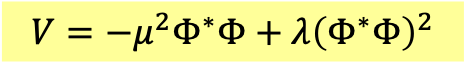 V = −μ²Φ*Φ + λ(Φ*Φ)²